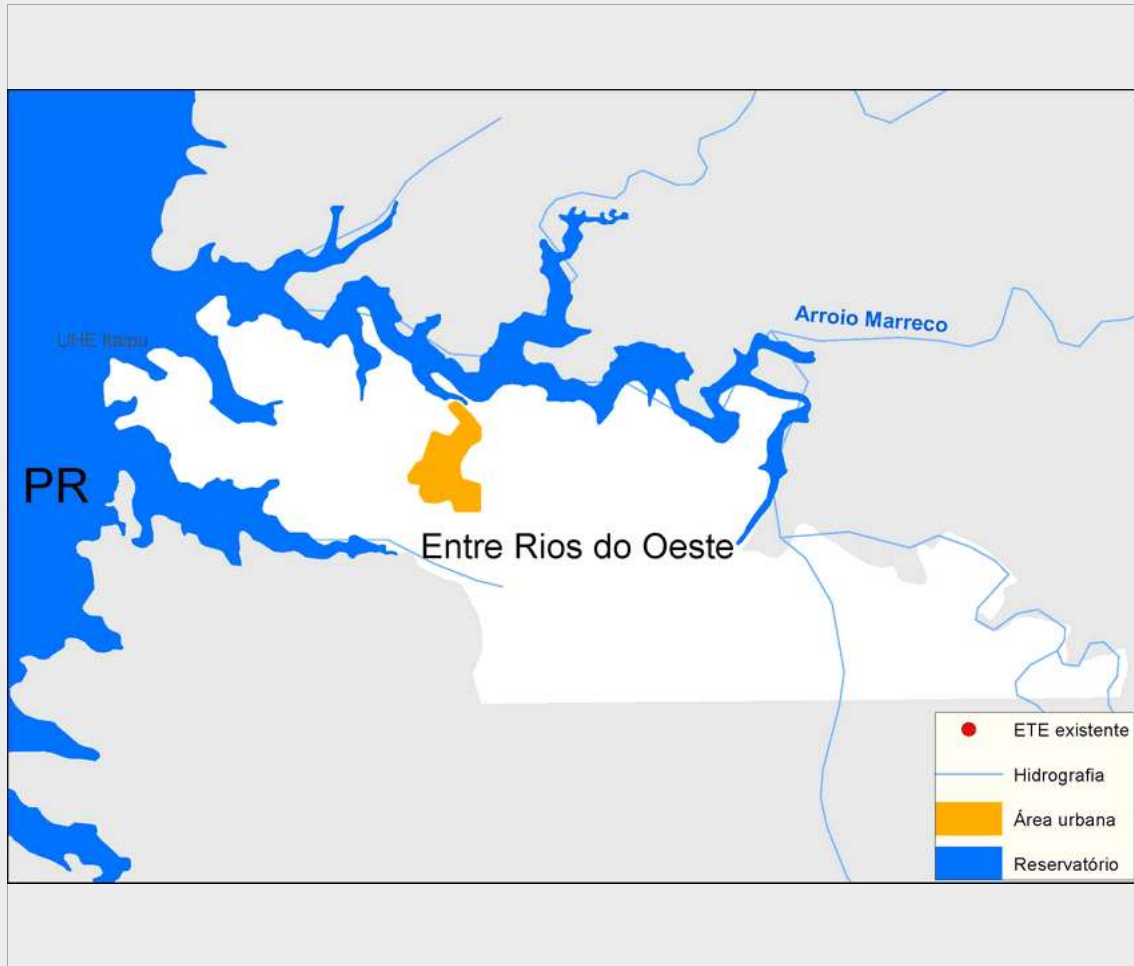 Arroio Marreco
UHE Itaipu
PR
Entre Rios do Oeste
ETE existente
Hidrografia
Área urbana
Reservatório